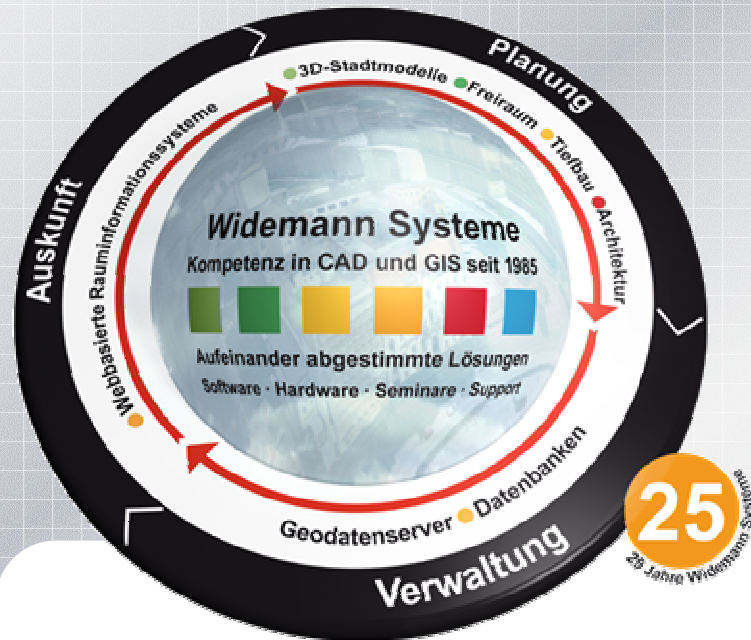 Planung
Verwaltung
Auskunft
3D-Stadtmodelle
Freiraum
Tiefbau
Architektur
Datenbanken
Geodatenserver
Webbasierte Rauminformationssysteme
Widemann Systeme
Kompetenz in CAD und GIS seit 1985
Aufeinander abgestimmte Lösungen
Software · Hardware · Seminare · Support
25
25 Jahre Widemann Systeme